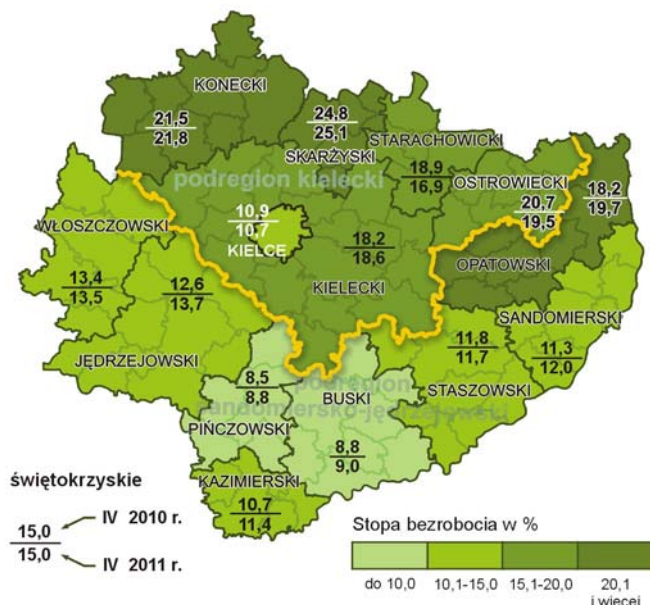 KONECKI
21,5
21,8
24,8
25,1
SKARŻYSKI
STARACHOWICKI
18,9
16,9
podregion kielecki
OSTROWIECKI
20,7
19,5
18,2
19,7
WŁOSZCZOWSKI
10,9
10,7
KIELCE
18,2
18,6
KIELECKI
OPATOWSKI
13,4
13,5
12,6
13,7
SANDOMIERSKI
11,3
12,0
JĘDRZEJOWSKI
11,8
11,7
STASZOWSKI
8,5
8,8
PIŃCZOWSKI
podregion
sandomiersko-jędrzejowski
BUSKI
8,8
9,0
KAZIMIERSKI
10,7
11,4
świętokrzyskie
15,0 IV 2010 r.
15,0 IV 2011 r.
Stopa bezrobocia w %
do 10,0 10,1-15,0 15,1-20,0 20,1
i więcej